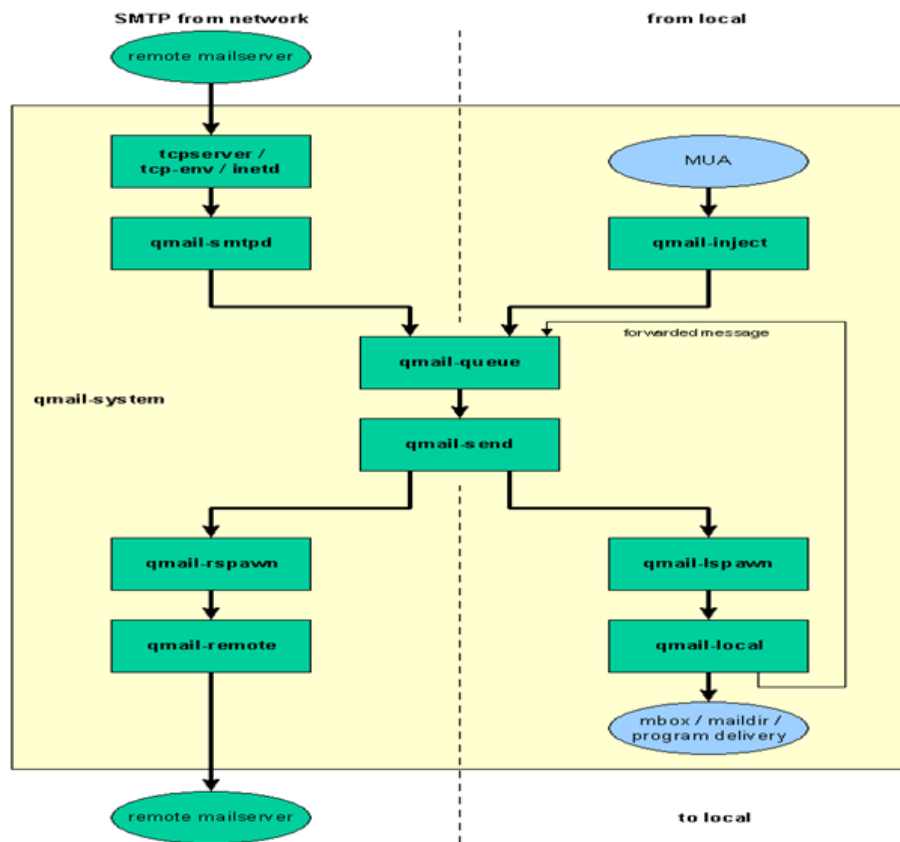 SMTP from network
from local
remote mailserver
tcpserver /
tcp-env / inetd
MUA
qmail-smtpd
qmail-inject
forwarded message
qmail-queue
qmail-system
qmail-send
qmail-rspawn
qmail-lspawn
qmail-remote
qmail-local
mbox / maildir /
program delivery
remote mailserver
to local